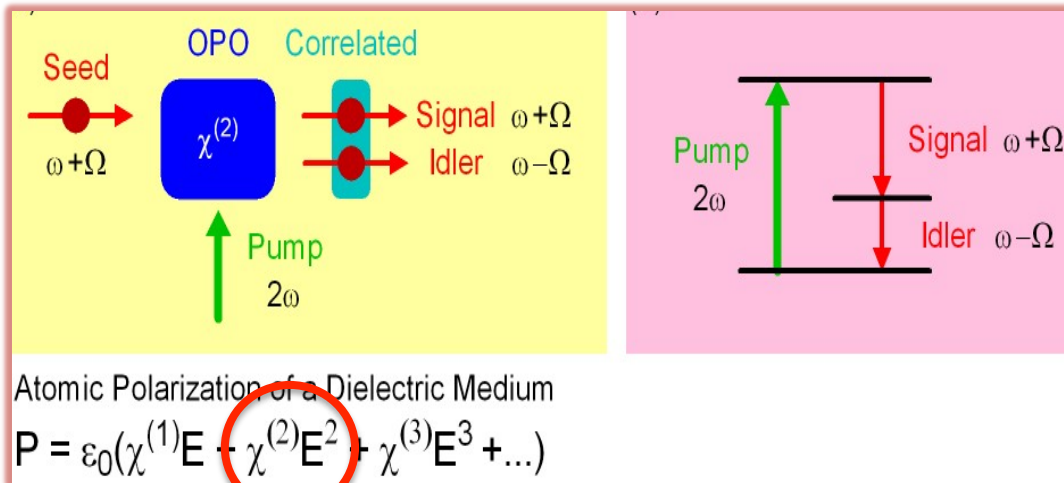 OPO Correlated
Seed
χ(2)
ω+Ω
Signal ω+Ω
Idler ω−Ω
Pump
2ω
Pump
2ω
Signal ω+Ω
Idler ω−Ω
Atomic Polarization of a Dielectric Medium
P = ε₀(χ(1)E + χ(2)E² + χ(3)E³ +...)